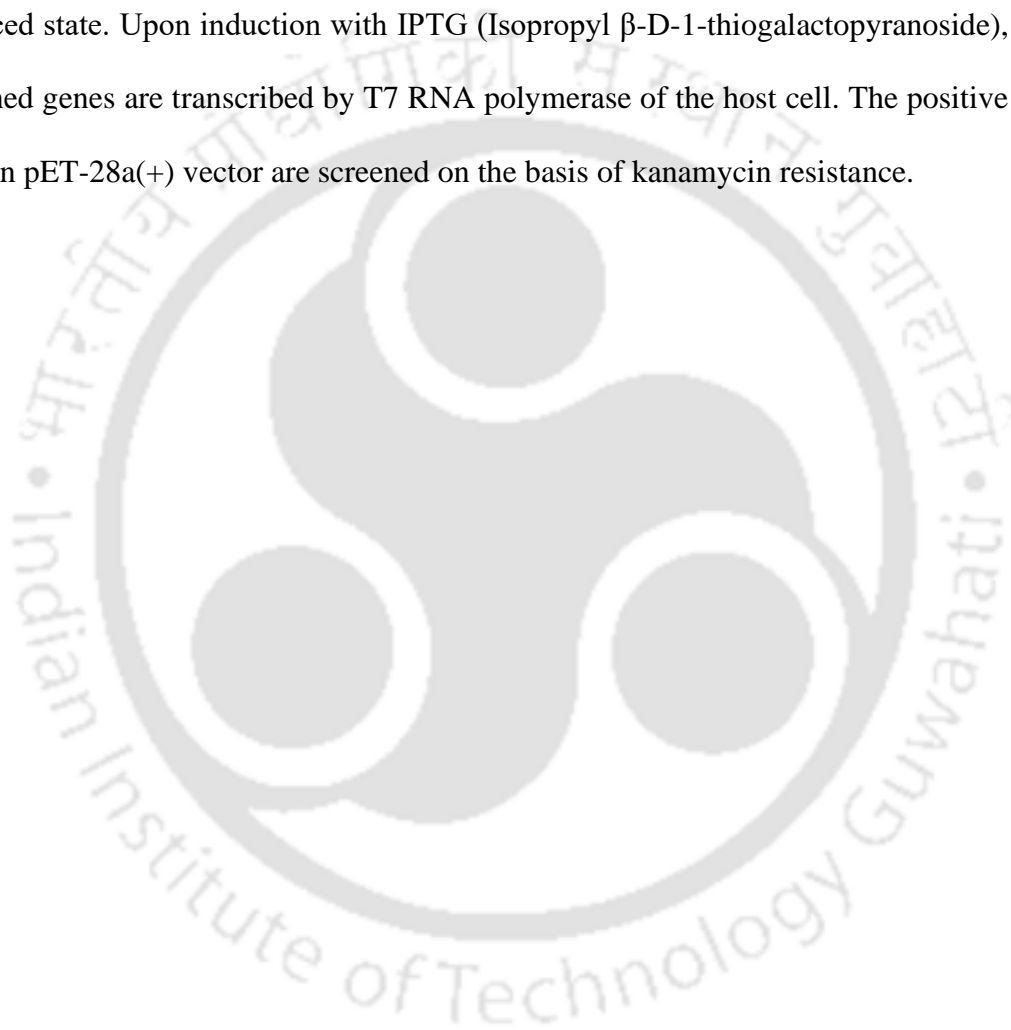 ced state. Upon induction with IPTG (Isopropyl β-D-1-thiogalactopyranoside),
ned genes are transcribed by T7 RNA polymerase of the host cell. The positive
n pET-28a(+) vector are screened on the basis of kanamycin resistance.
भारतीय प्रौद्योगिकी संस्थान गुवाहाटी
Indian Institute of Technology Guwahati